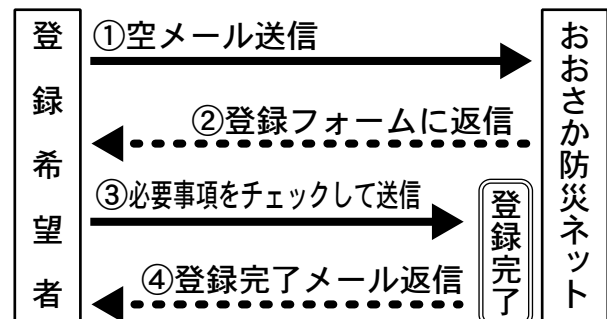 登録希望者
①空メール送信
②登録フォームに返信
③必要事項をチェックして送信
④登録完了メール返信
登録完了
おおさか防災ネット